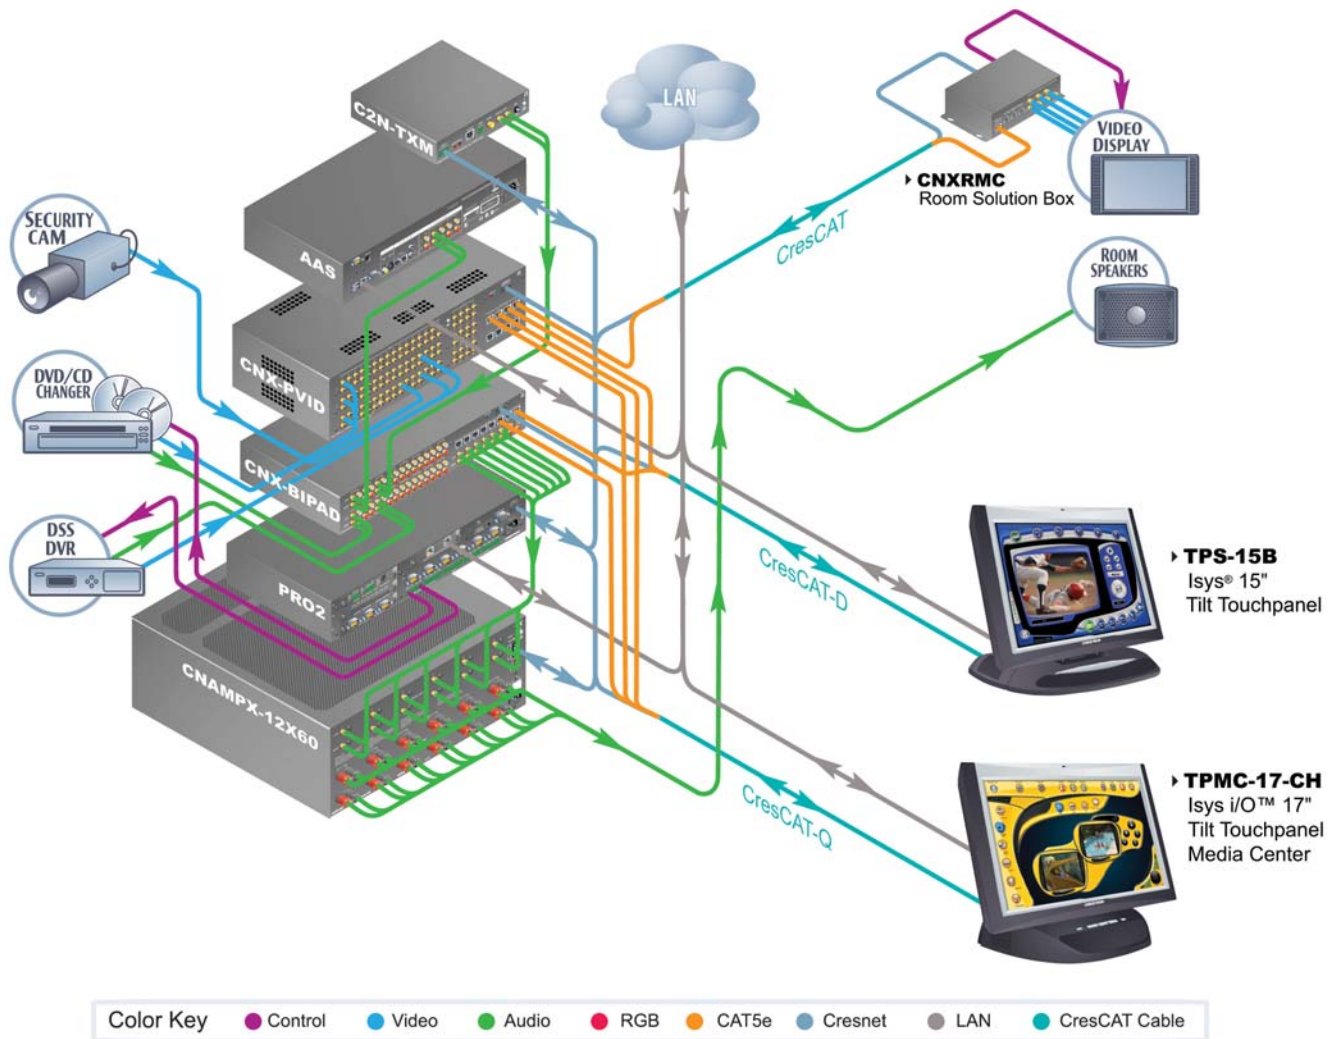 C2N-TXM
LAN
VIDEO
DISPLAY
CNXRMC
Room Solution Box
SECURITY
CAM
AAS
CresCAT
ROOM
SPEAKERS
CNX-PVID
DVD/CD
CHANGER
CNX-BIPAD
DSS
DVR
PRO2
CresCAT-D
TPS-15B
Isys® 15"
Tilt Touchpanel
CNAMPX-12X60
CresCAT-Q
TPMC-17-CH
Isys i/O™ 17"
Tilt Touchpanel
Media Center
Color Key Control Video Audio RGB CAT5e Cresnet LAN CresCAT Cable